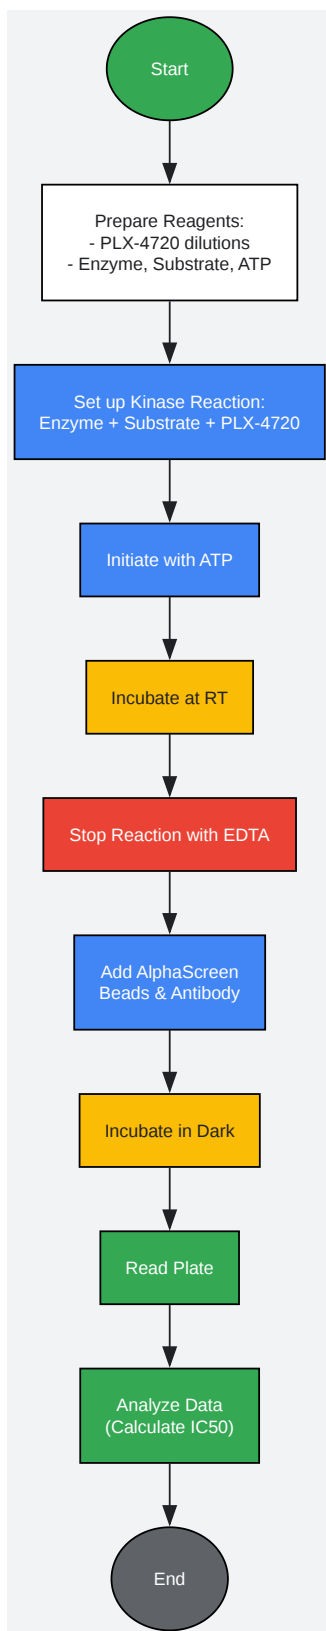 Start
Prepare Reagents:
- PLX-4720 dilutions
- Enzyme, Substrate, ATP
Set up Kinase Reaction:
Enzyme + Substrate + PLX-4720
Initiate with ATP
Incubate at RT
Stop Reaction with EDTA
Add AlphaScreen
Beads & Antibody
Incubate in Dark
Read Plate
Analyze Data
(Calculate IC50)
End